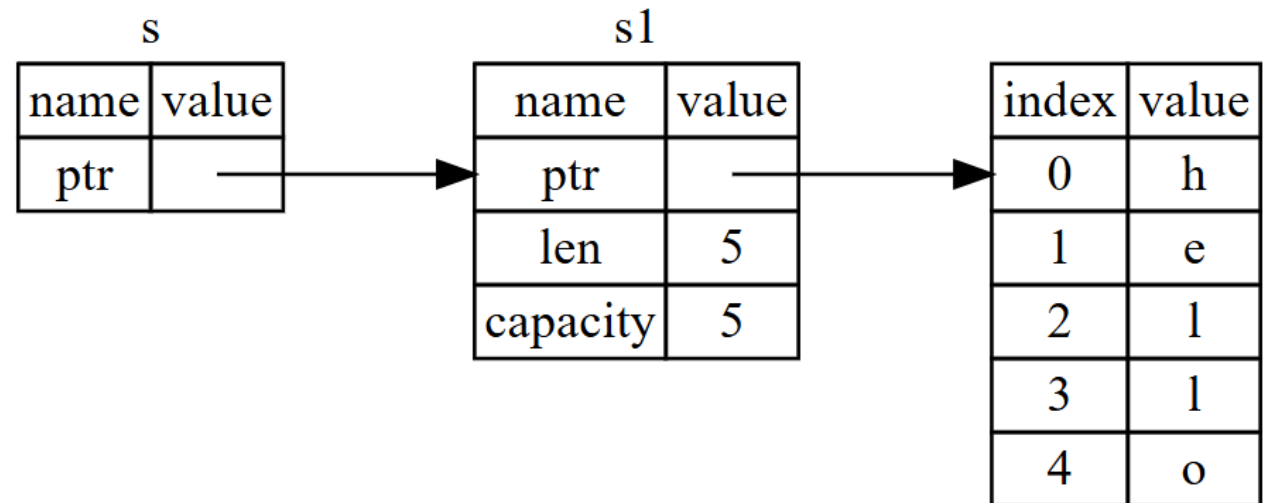 s s1
name value name value index value
ptr ptr 0 h
len 5 1 e
capacity 5 2 l
3 l
4 o